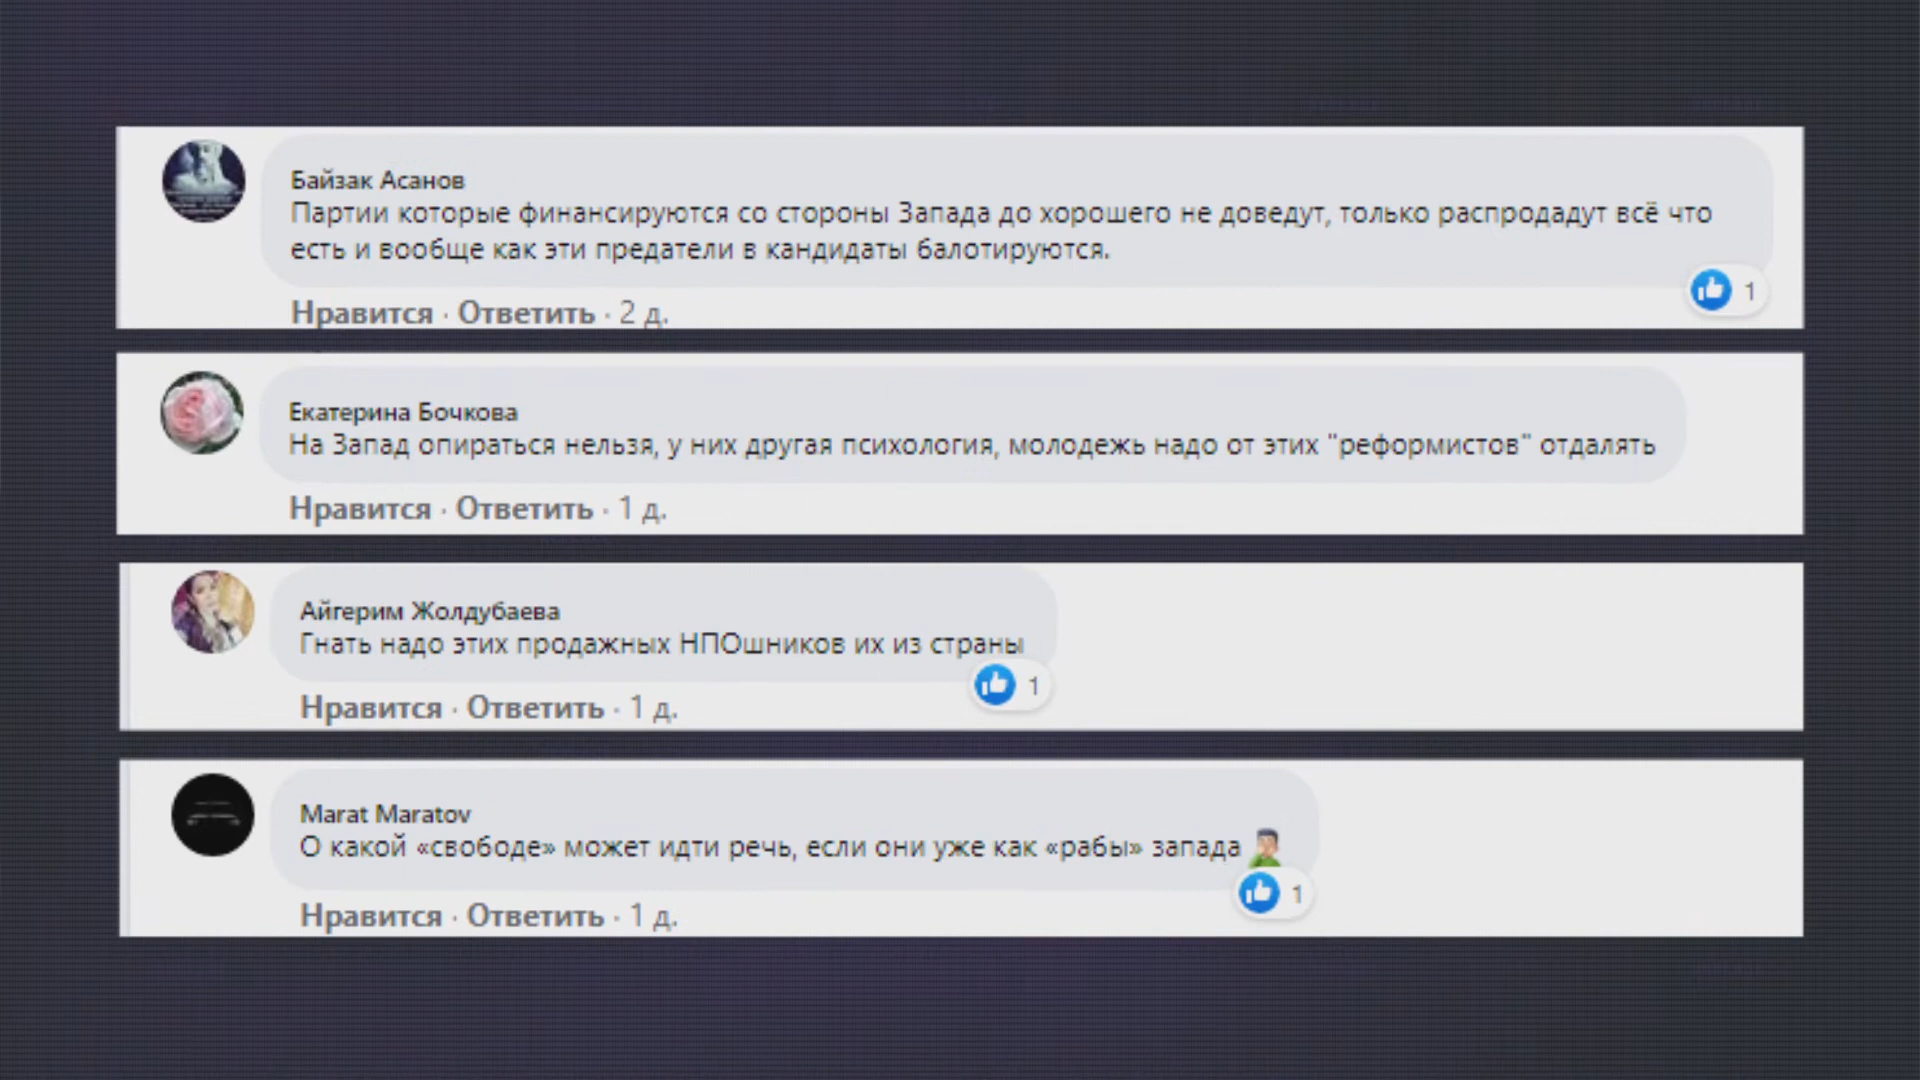 Байзак Асанов
Партии которые финансируются со стороны Запада до хорошего не доведут, только распродадут всё что
есть и вообще как эти предатели в кандидаты балотируются.
1
Нравится · Ответить · 2 д.
Екатерина Бочкова
На Запад опираться нельзя, у них другая психология, молодежь надо от этих "реформистов" отдалять
Нравится · Ответить · 1 д.
Айгерим Жолдубаева
Гнать надо этих продажных НПОшников их из страны
1
Нравится · Ответить · 1 д.
Marat Maratov
О какой «свободе» может идти речь, если они уже как «рабы» запада
1
Нравится · Ответить · 1 д.